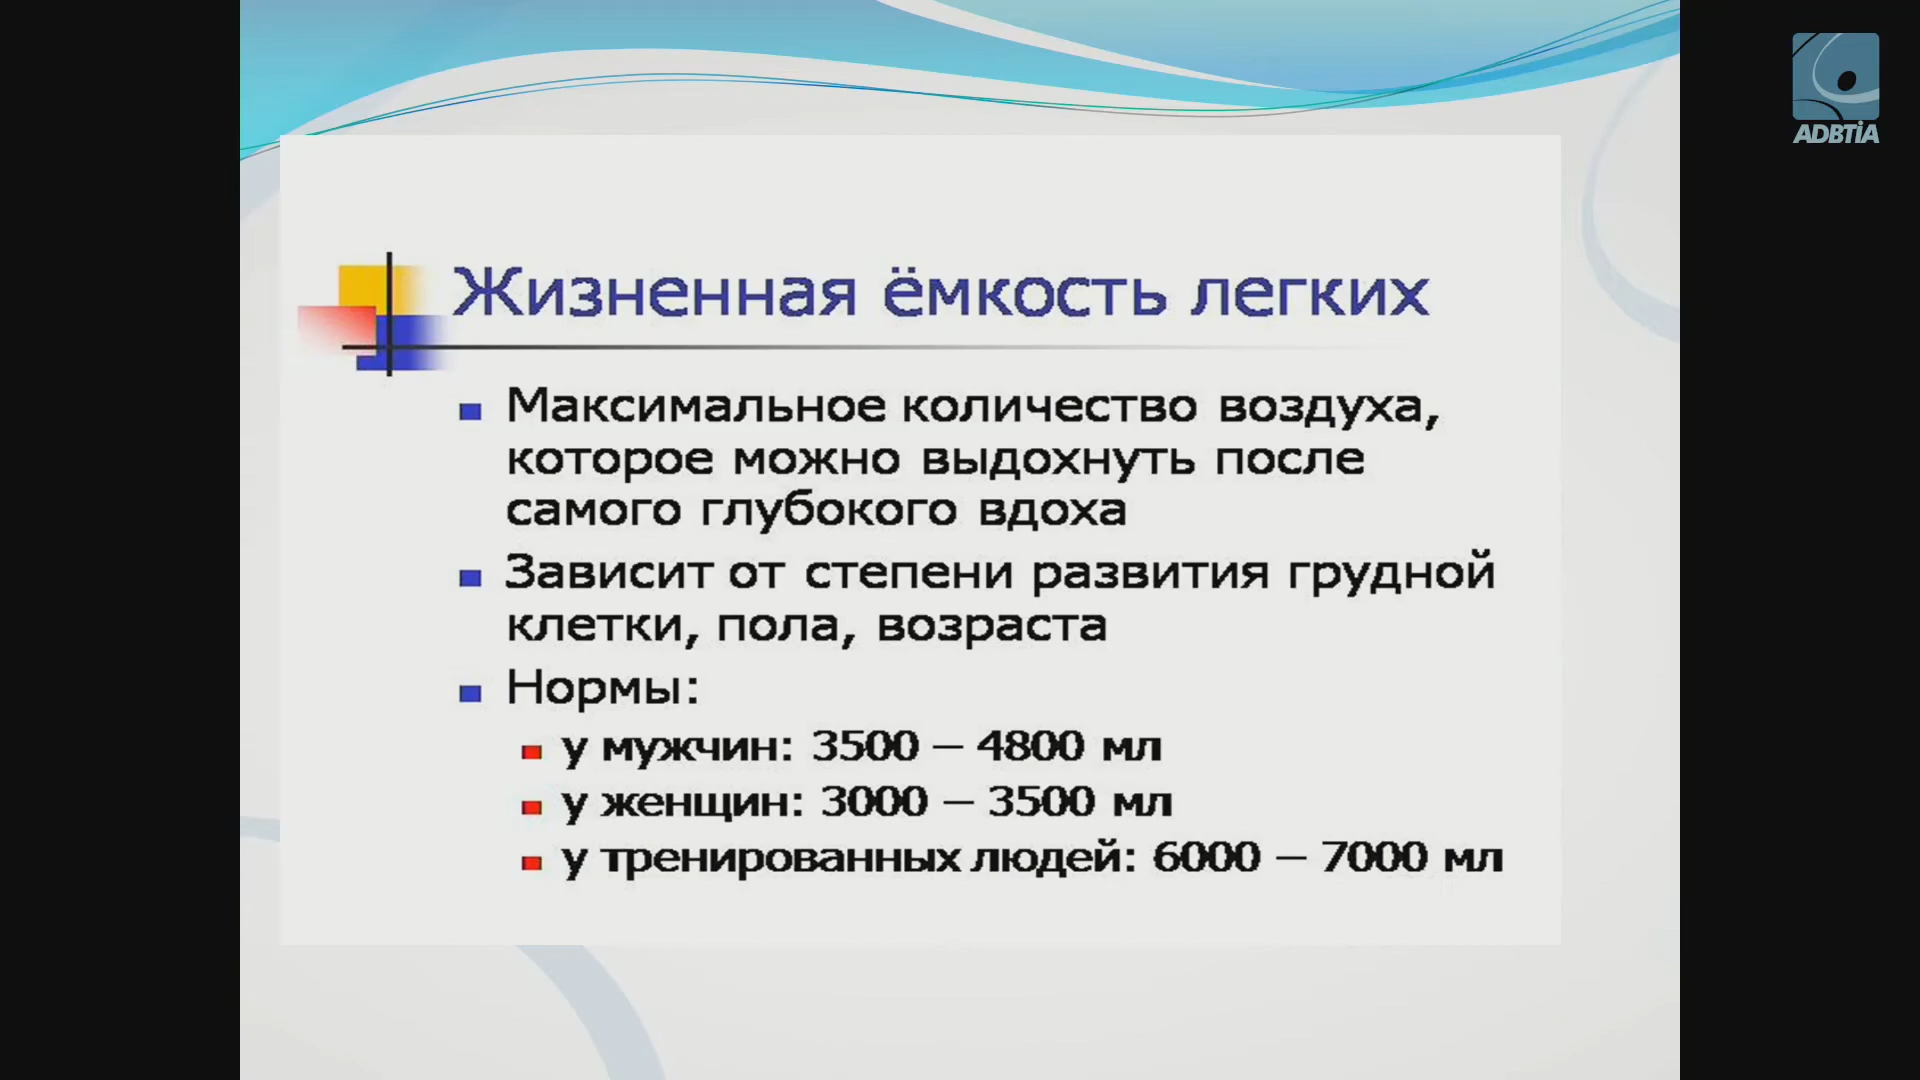 ADBTİA
Жизненная ёмкость легких
Максимальное количество воздуха,
которое можно выдохнуть после
самого глубокого вдоха
Зависит от степени развития грудной
клетки, пола, возраста
Нормы:
у мужчин: 3500 – 4800 мл
у женщин: 3000 – 3500 мл
у тренированных людей: 6000 – 7000 мл